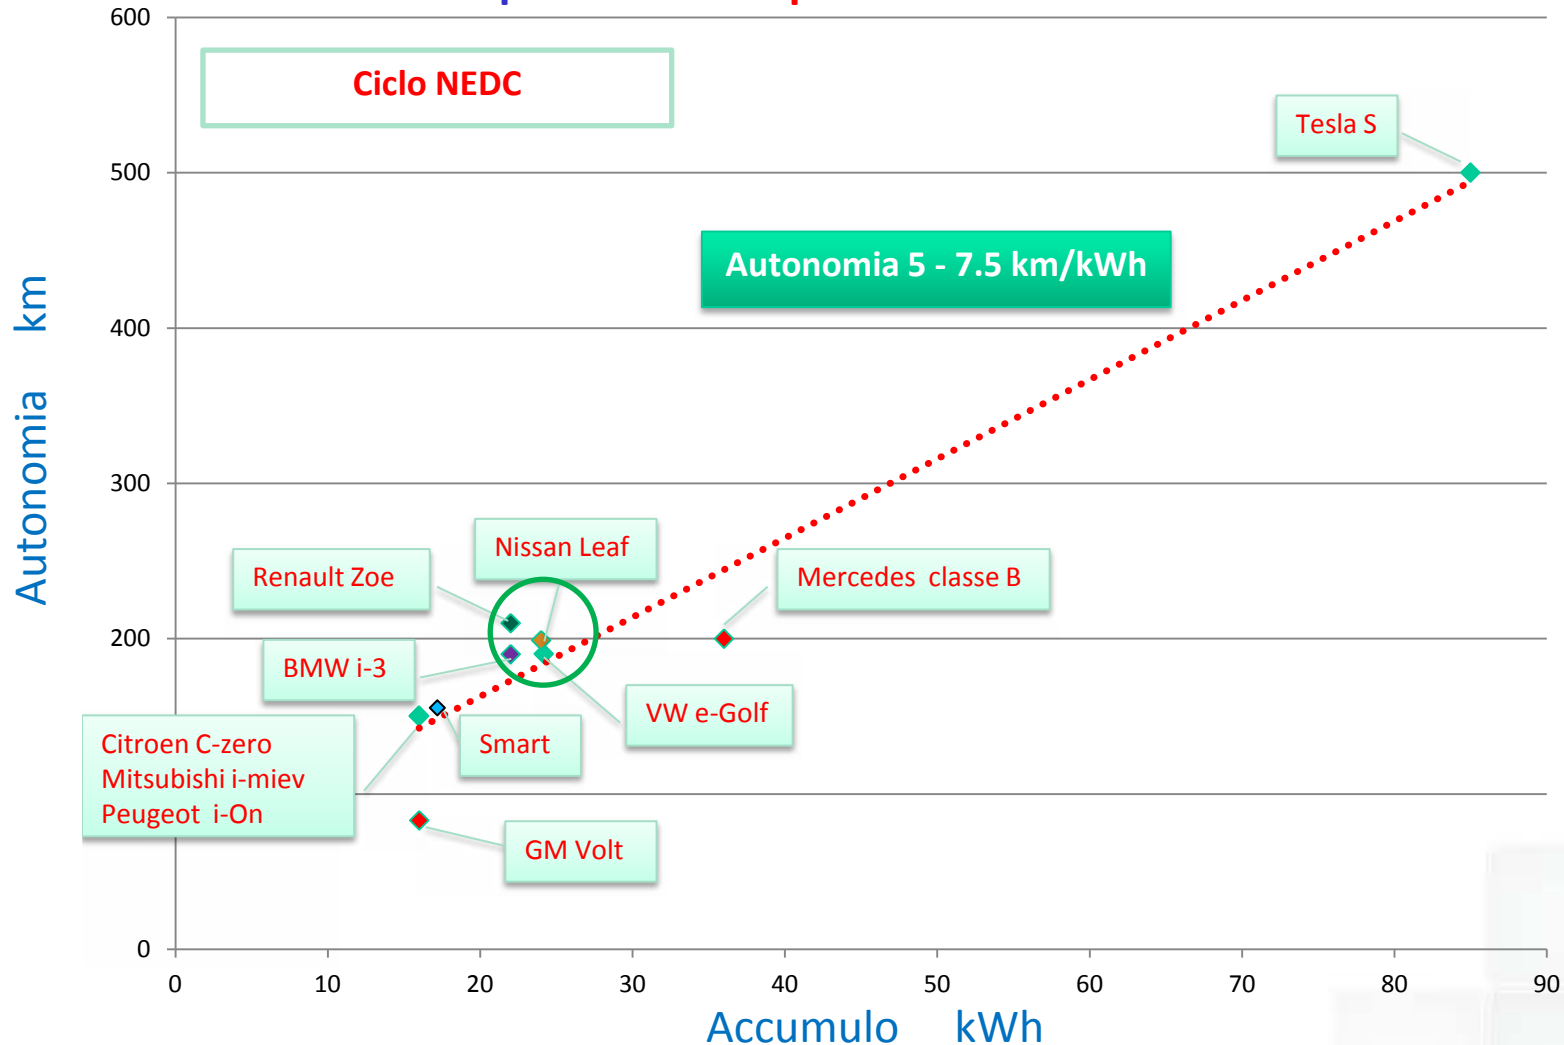 Ciclo NEDC
Tesla S
Autonomia 5 - 7.5 km/kWh
Nissan Leaf
Renault Zoe
Mercedes classe B
BMW i-3
VW e-Golf
Smart
Citroen C-zero
Mitsubishi i-miev
Peugeot i-On
GM Volt
Autonomia km
600
500
400
300
200
0
0 10 20 30 40 50 60 70 80 90
Accumulo kWh